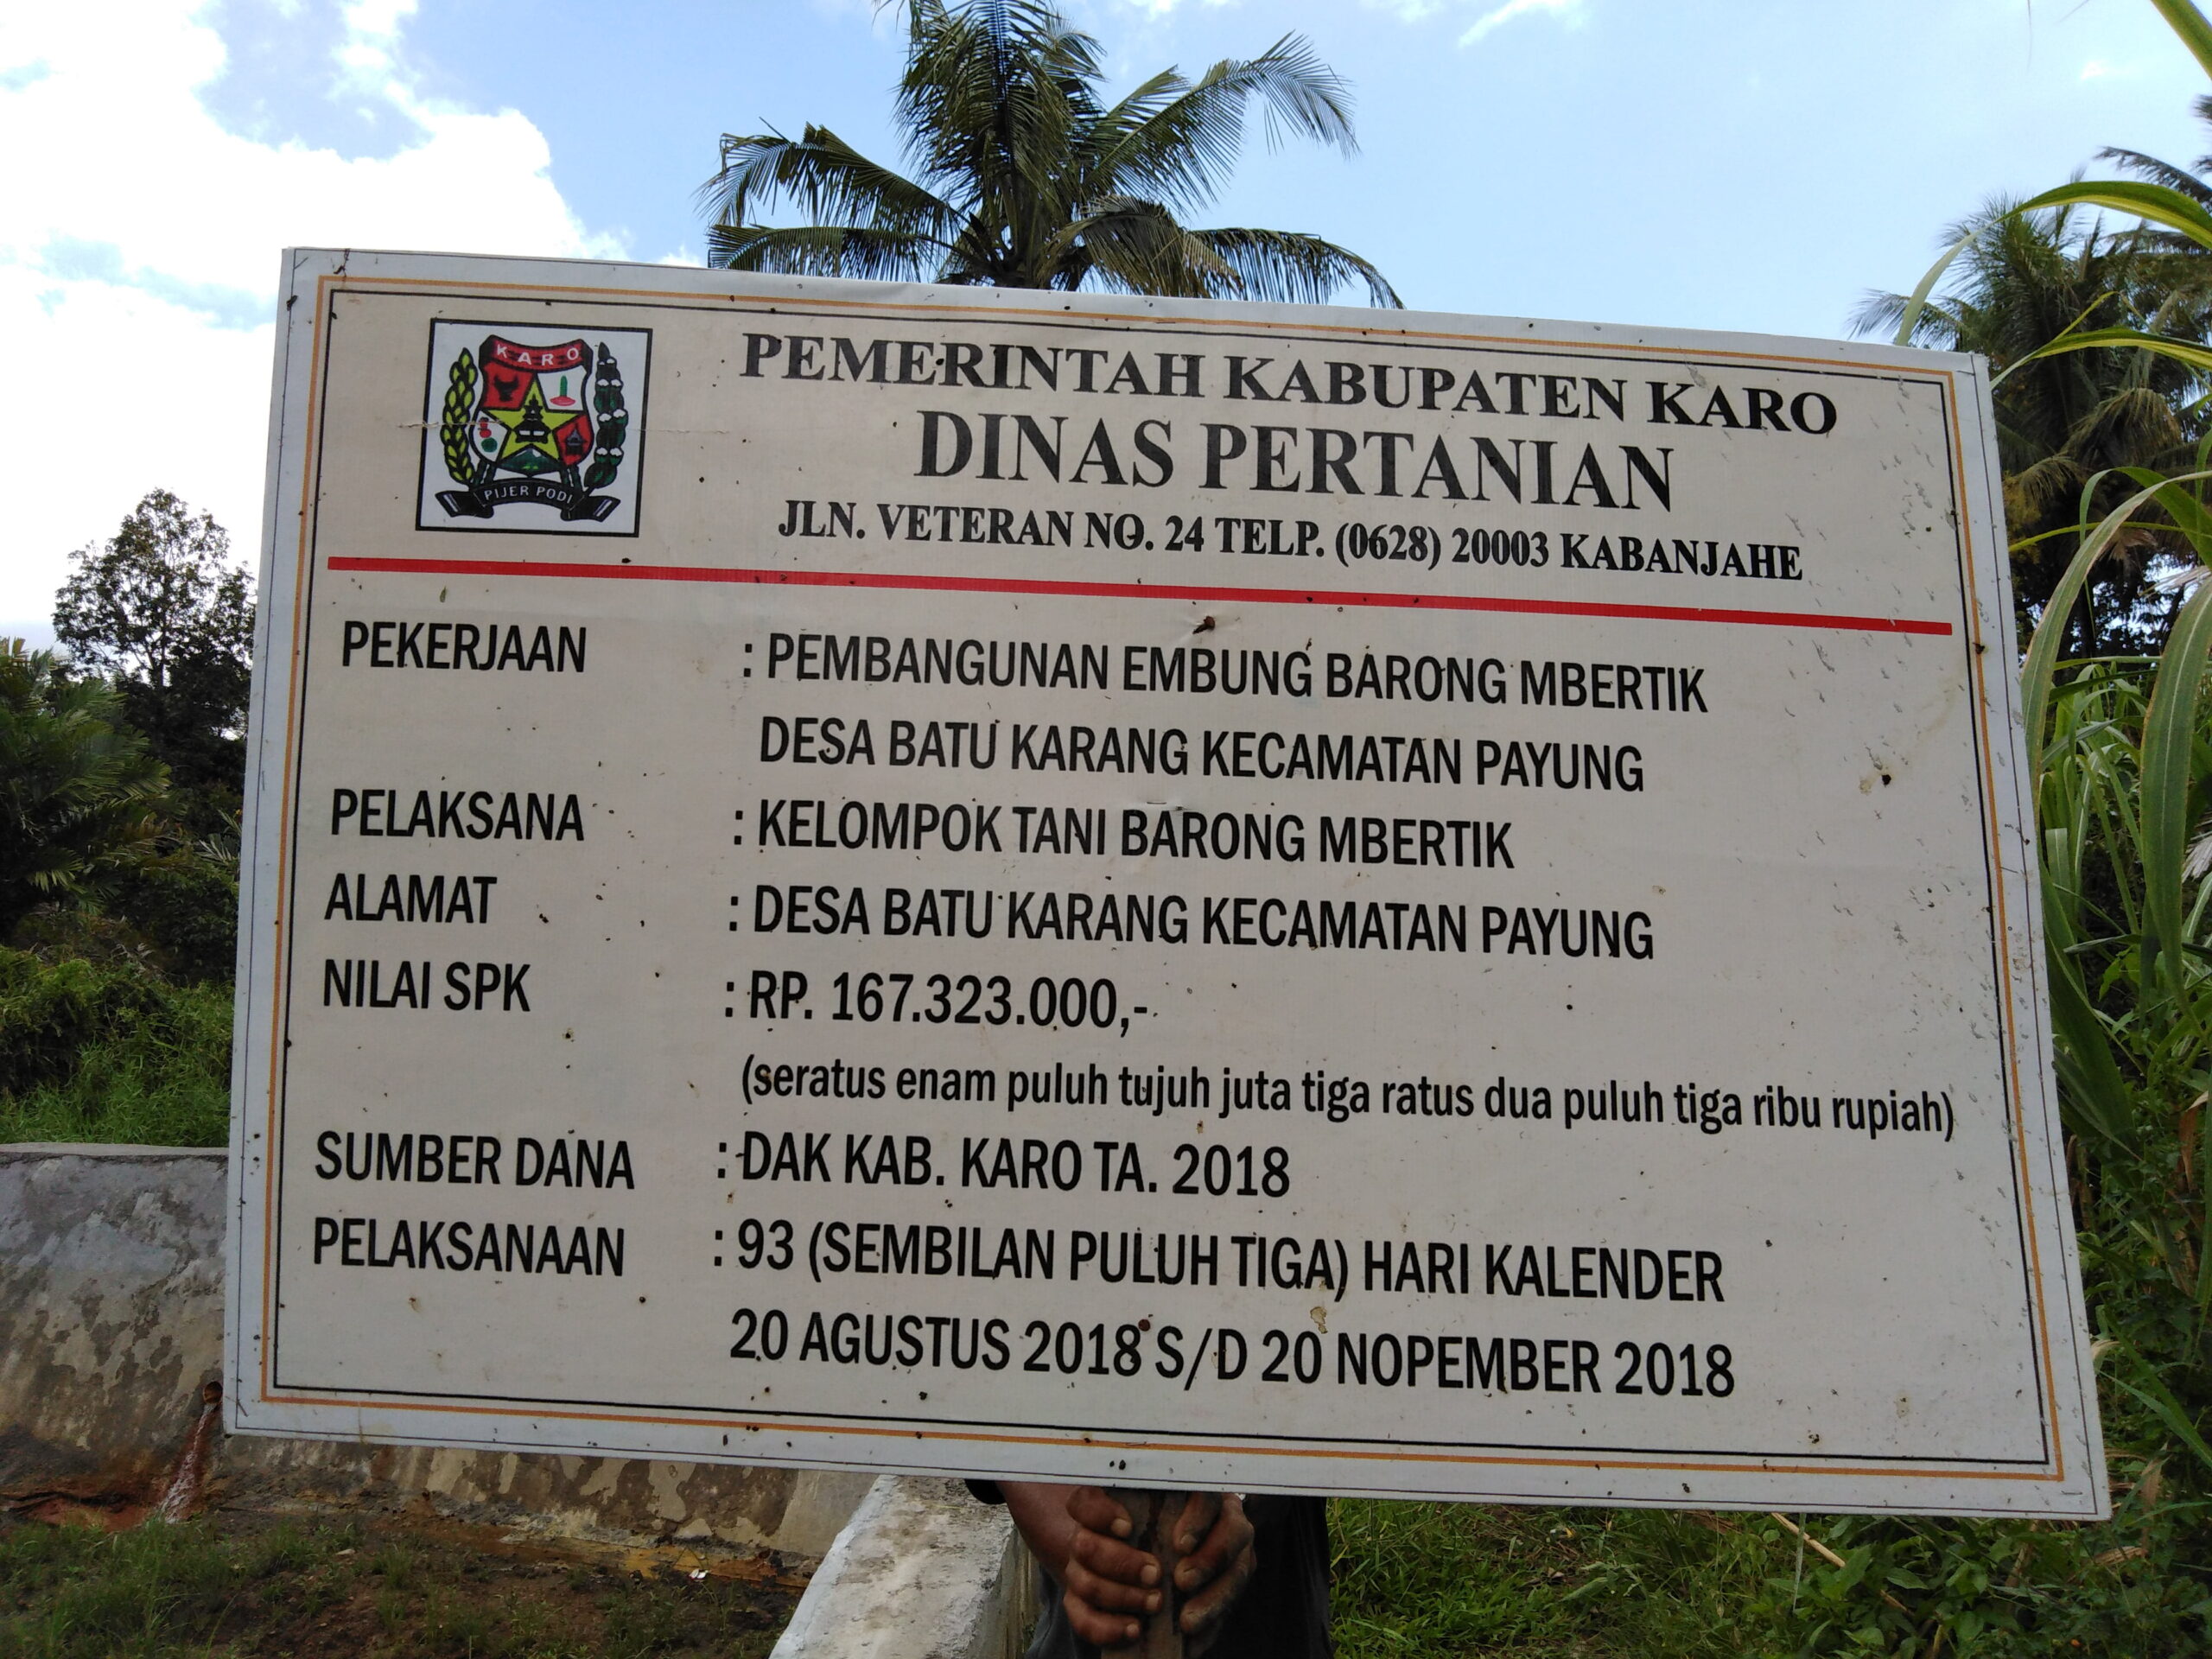 KARO
PIJER PODI
PEMERINTAH KABUPATEN KARO
DINAS PERTANIAN
JLN. VETERAN NO. 24 TELP. (0628) 20003 KABANJAHE
PEKERJAAN : PEMBANGUNAN EMBUNG BARONG MBERTIK
DESA BATU KARANG KECAMATAN PAYUNG
PELAKSANA : KELOMPOK TANI BARONG MBERTIK
ALAMAT : DESA BATU KARANG KECAMATAN PAYUNG
NILAI SPK : RP. 167.323.000,-
(seratus enam puluh tujuh juta tiga ratus dua puluh tiga ribu rupiah)
SUMBER DANA : DAK KAB. KARO TA. 2018
PELAKSANAAN : 93 (SEMBILAN PULUH TIGA) HARI KALENDER
20 AGUSTUS 2018 S/D 20 NOPEMBER 2018